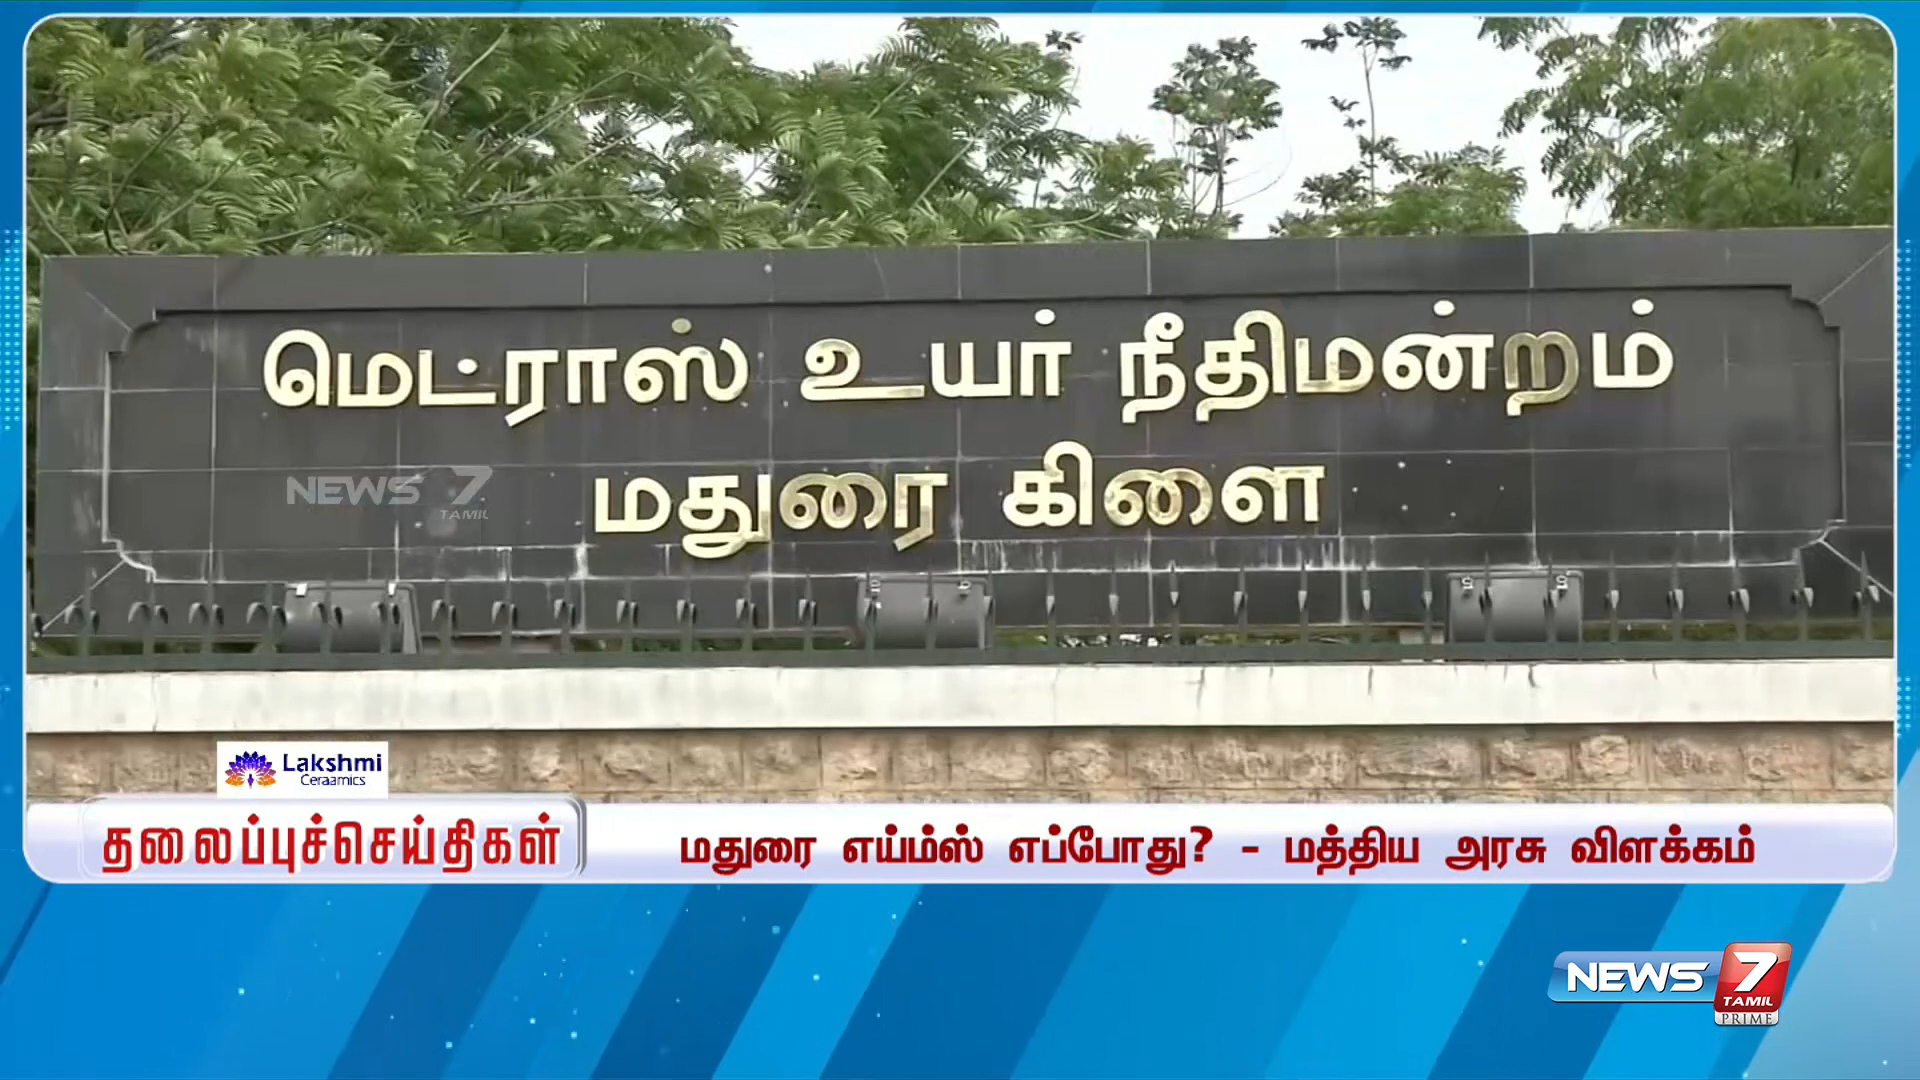 மெட்ராஸ் உயர் நீதிமன்றம்
மதுரை கிளை
NEWS 7
TAMIL
Lakshmi
Ceraamics
தலைப்புச்செய்திகள்
மதுரை எய்ம்ஸ் எப்போது? - மத்திய அரசு விளக்கம்
NEWS 7
TAMIL
PRIME